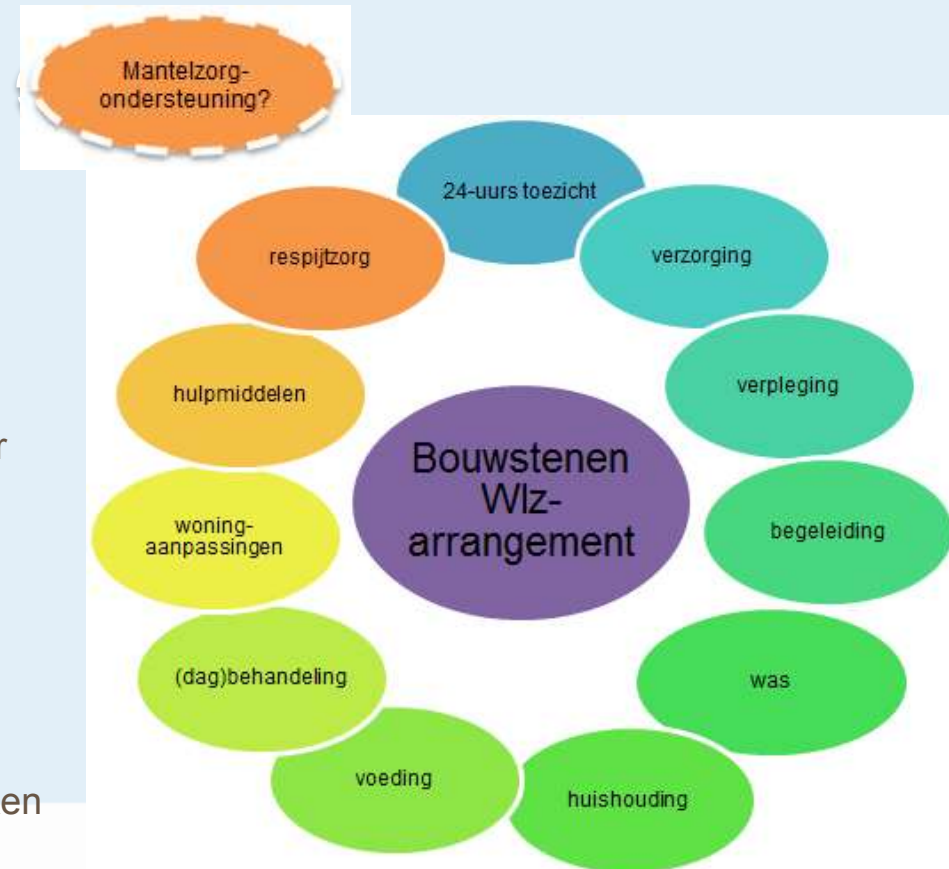 Mantelzorg-
ondersteuning?
24-uurs toezicht
verzorging
verpleging
begeleiding
was
huishouding
voeding
(dag)behandeling
woning-
aanpassingen
hulpmiddelen
respijtzorg
Bouwstenen
Wlz-
arrangement
r
en